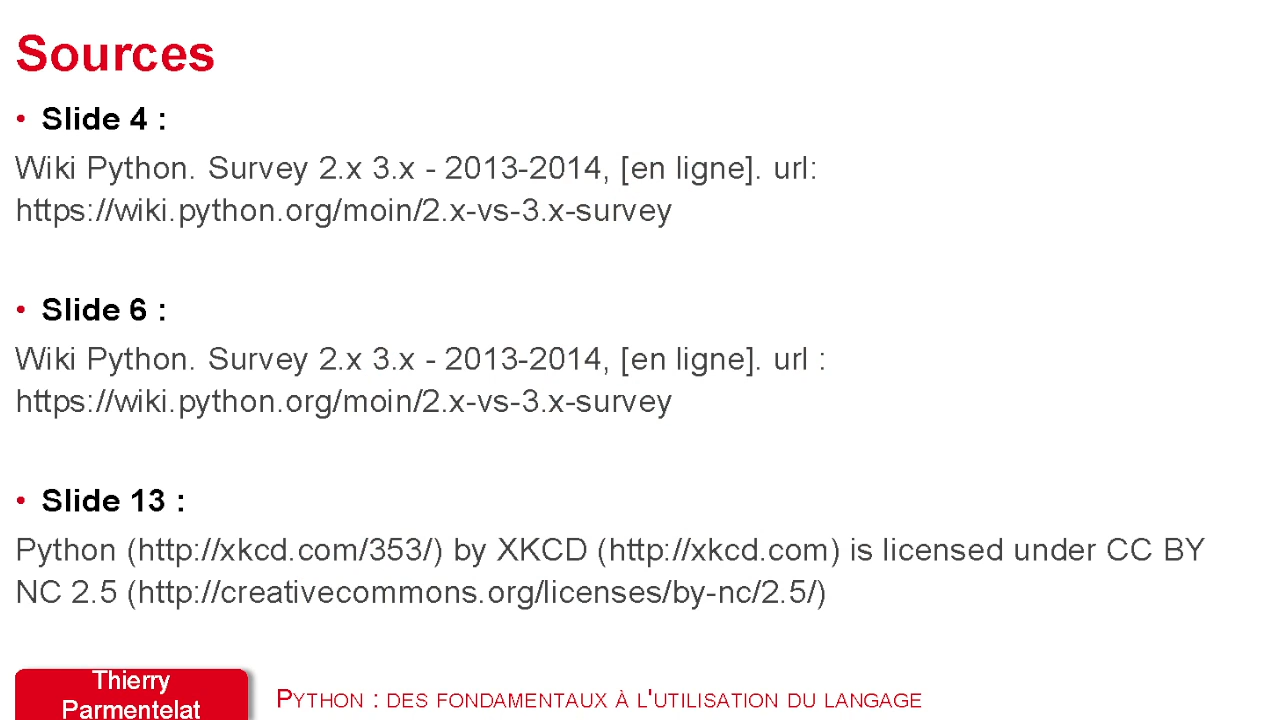 Sources
• Slide 4 :
Wiki Python. Survey 2.x 3.x - 2013-2014, [en ligne]. url:
https://wiki.python.org/moin/2.x-vs-3.x-survey
• Slide 6 :
Wiki Python. Survey 2.x 3.x - 2013-2014, [en ligne]. url :
https://wiki.python.org/moin/2.x-vs-3.x-survey
• Slide 13 :
Python (http://xkcd.com/353/) by XKCD (http://xkcd.com) is licensed under CC BY
NC 2.5 (http://creativecommons.org/licenses/by-nc/2.5/)
Thierry
Parmentelat
PYTHON : DES FONDAMENTAUX À L'UTILISATION DU LANGAGE